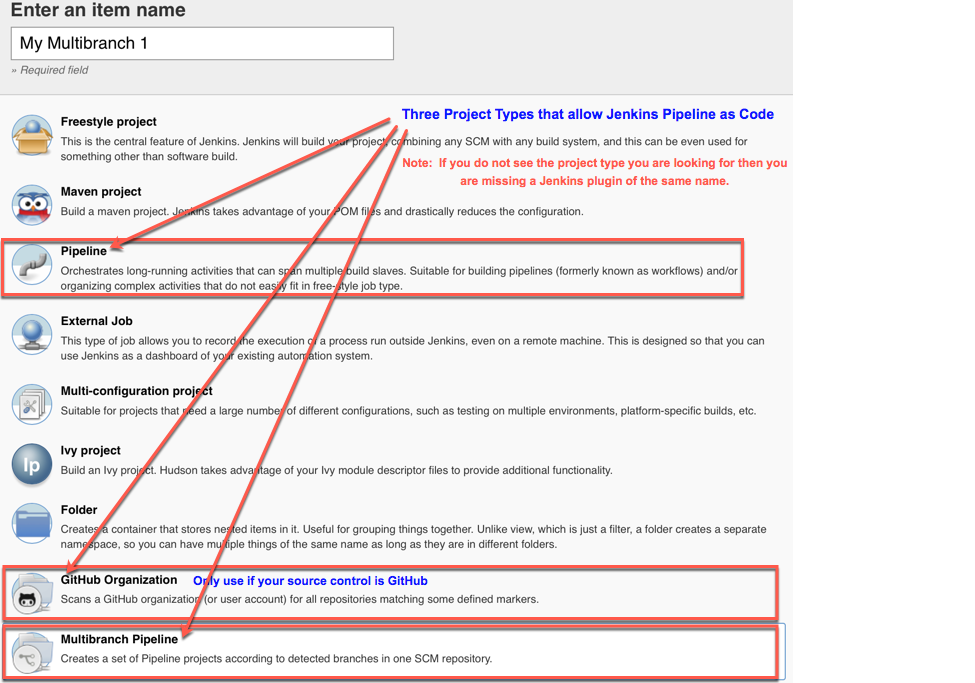 Enter an item name
My Multibranch 1
» Required field
Three Project Types that allow Jenkins Pipeline as Code
Freestyle project
This is the central feature of Jenkins. Jenkins will build your project, combining any SCM with any build system, and this can be even used for
something other than software build.
Note: If you do not see the project type you are looking for then you
are missing a Jenkins plugin of the same name.
Maven project
Build a maven project. Jenkins takes advantage of your POM files and drastically reduces the configuration.
Pipeline
Orchestrates long-running activities that can span multiple build slaves. Suitable for building pipelines (formerly known as workflows) and/or
organizing complex activities that do not easily fit in free-style job type.
External Job
This type of job allows you to record the execution of a process run outside Jenkins, even on a remote machine. This is designed so that you can
use Jenkins as a dashboard of your existing automation system.
Multi-configuration project
Suitable for projects that need a large number of different configurations, such as testing on multiple environments, platform-specific builds, etc.
Ivy project
Ip
Build an Ivy project. Hudson takes advantage of your Ivy module descriptor files to provide additional functionality.
Folder
Creates a container that stores nested items in it. Useful for grouping things together. Unlike view, which is just a filter, a folder creates a separate
namespace, so you can have multiple things of the same name as long as they are in different folders.
GitHub Organization Only use if your source control is GitHub
Scans a GitHub organization (or user account) for all repositories matching some defined markers.
Multibranch Pipeline
Creates a set of Pipeline projects according to detected branches in one SCM repository.